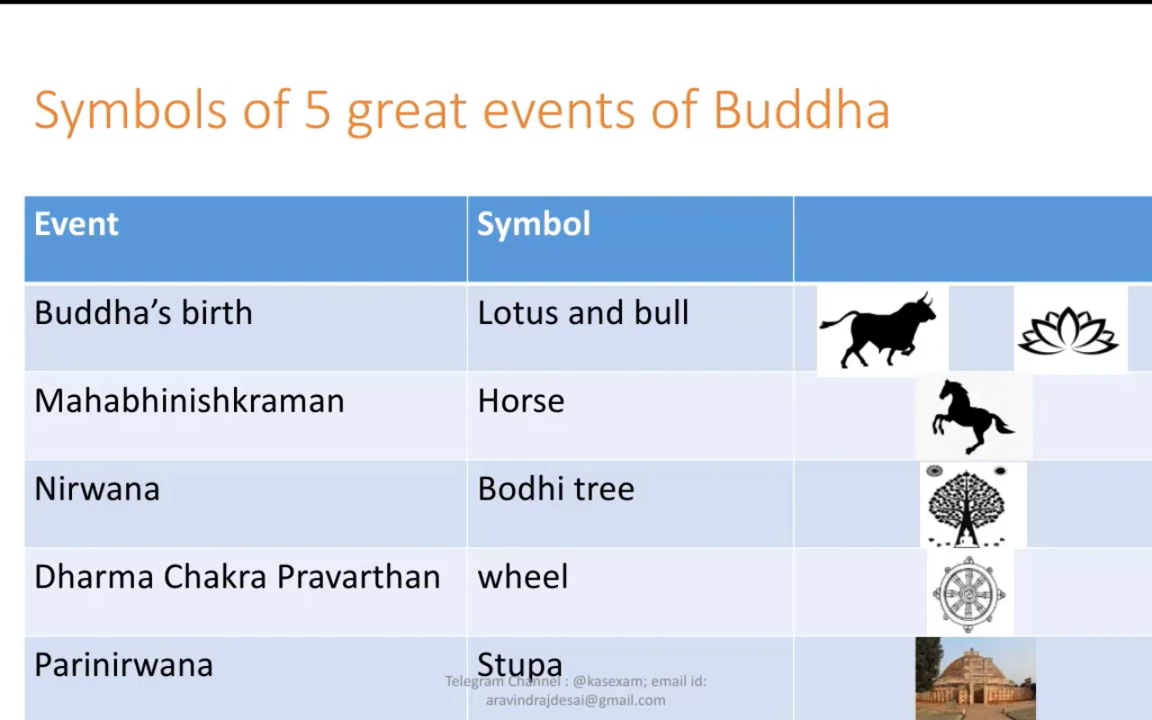 Symbols of 5 great events of Buddha
Event Symbol
Buddha’s birth Lotus and bull
Mahabhinishkraman Horse
Nirwana Bodhi tree
Dharma Chakra Pravarthan wheel
Parinirwana Stupa
Telegram Channel : @kasexam; email id:
aravindrajdesai@gmail.com